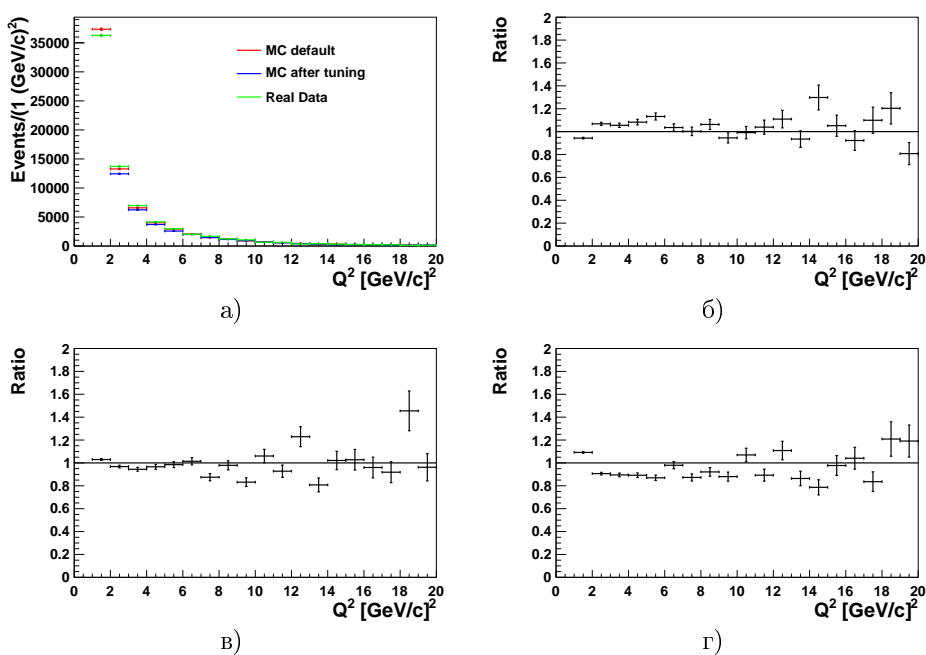 Events/(1 (GeV/c)²)
35000
30000
25000
20000
15000
10000
5000
0
MC default
MC after tuning
Real Data
0 2 4 6 8 10 12 14 16 18 20
Q² [GeV/c]²
а)
Ratio
2
1.8
1.6
1.4
1.2
1
0.8
0.6
0.4
0.2
0
0 2 4 6 8 10 12 14 16 18 20
Q² [GeV/c]²
б)
Ratio
2
1.8
1.6
1.4
1.2
1
0.8
0.6
0.4
0.2
0
0 2 4 6 8 10 12 14 16 18 20
Q² [GeV/c]²
в)
Ratio
2
1.8
1.6
1.4
1.2
1
0.8
0.6
0.4
0.2
0
0 2 4 6 8 10 12 14 16 18 20
Q² [GeV/c]²
г)